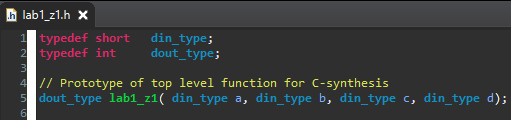 lab1_z1.h
1 typedef short din_type;
2 typedef int dout_type;
3
4 // Prototype of top level function for C-synthesis
5 dout_type lab1_z1( din_type a, din_type b, din_type c, din_type d);
6